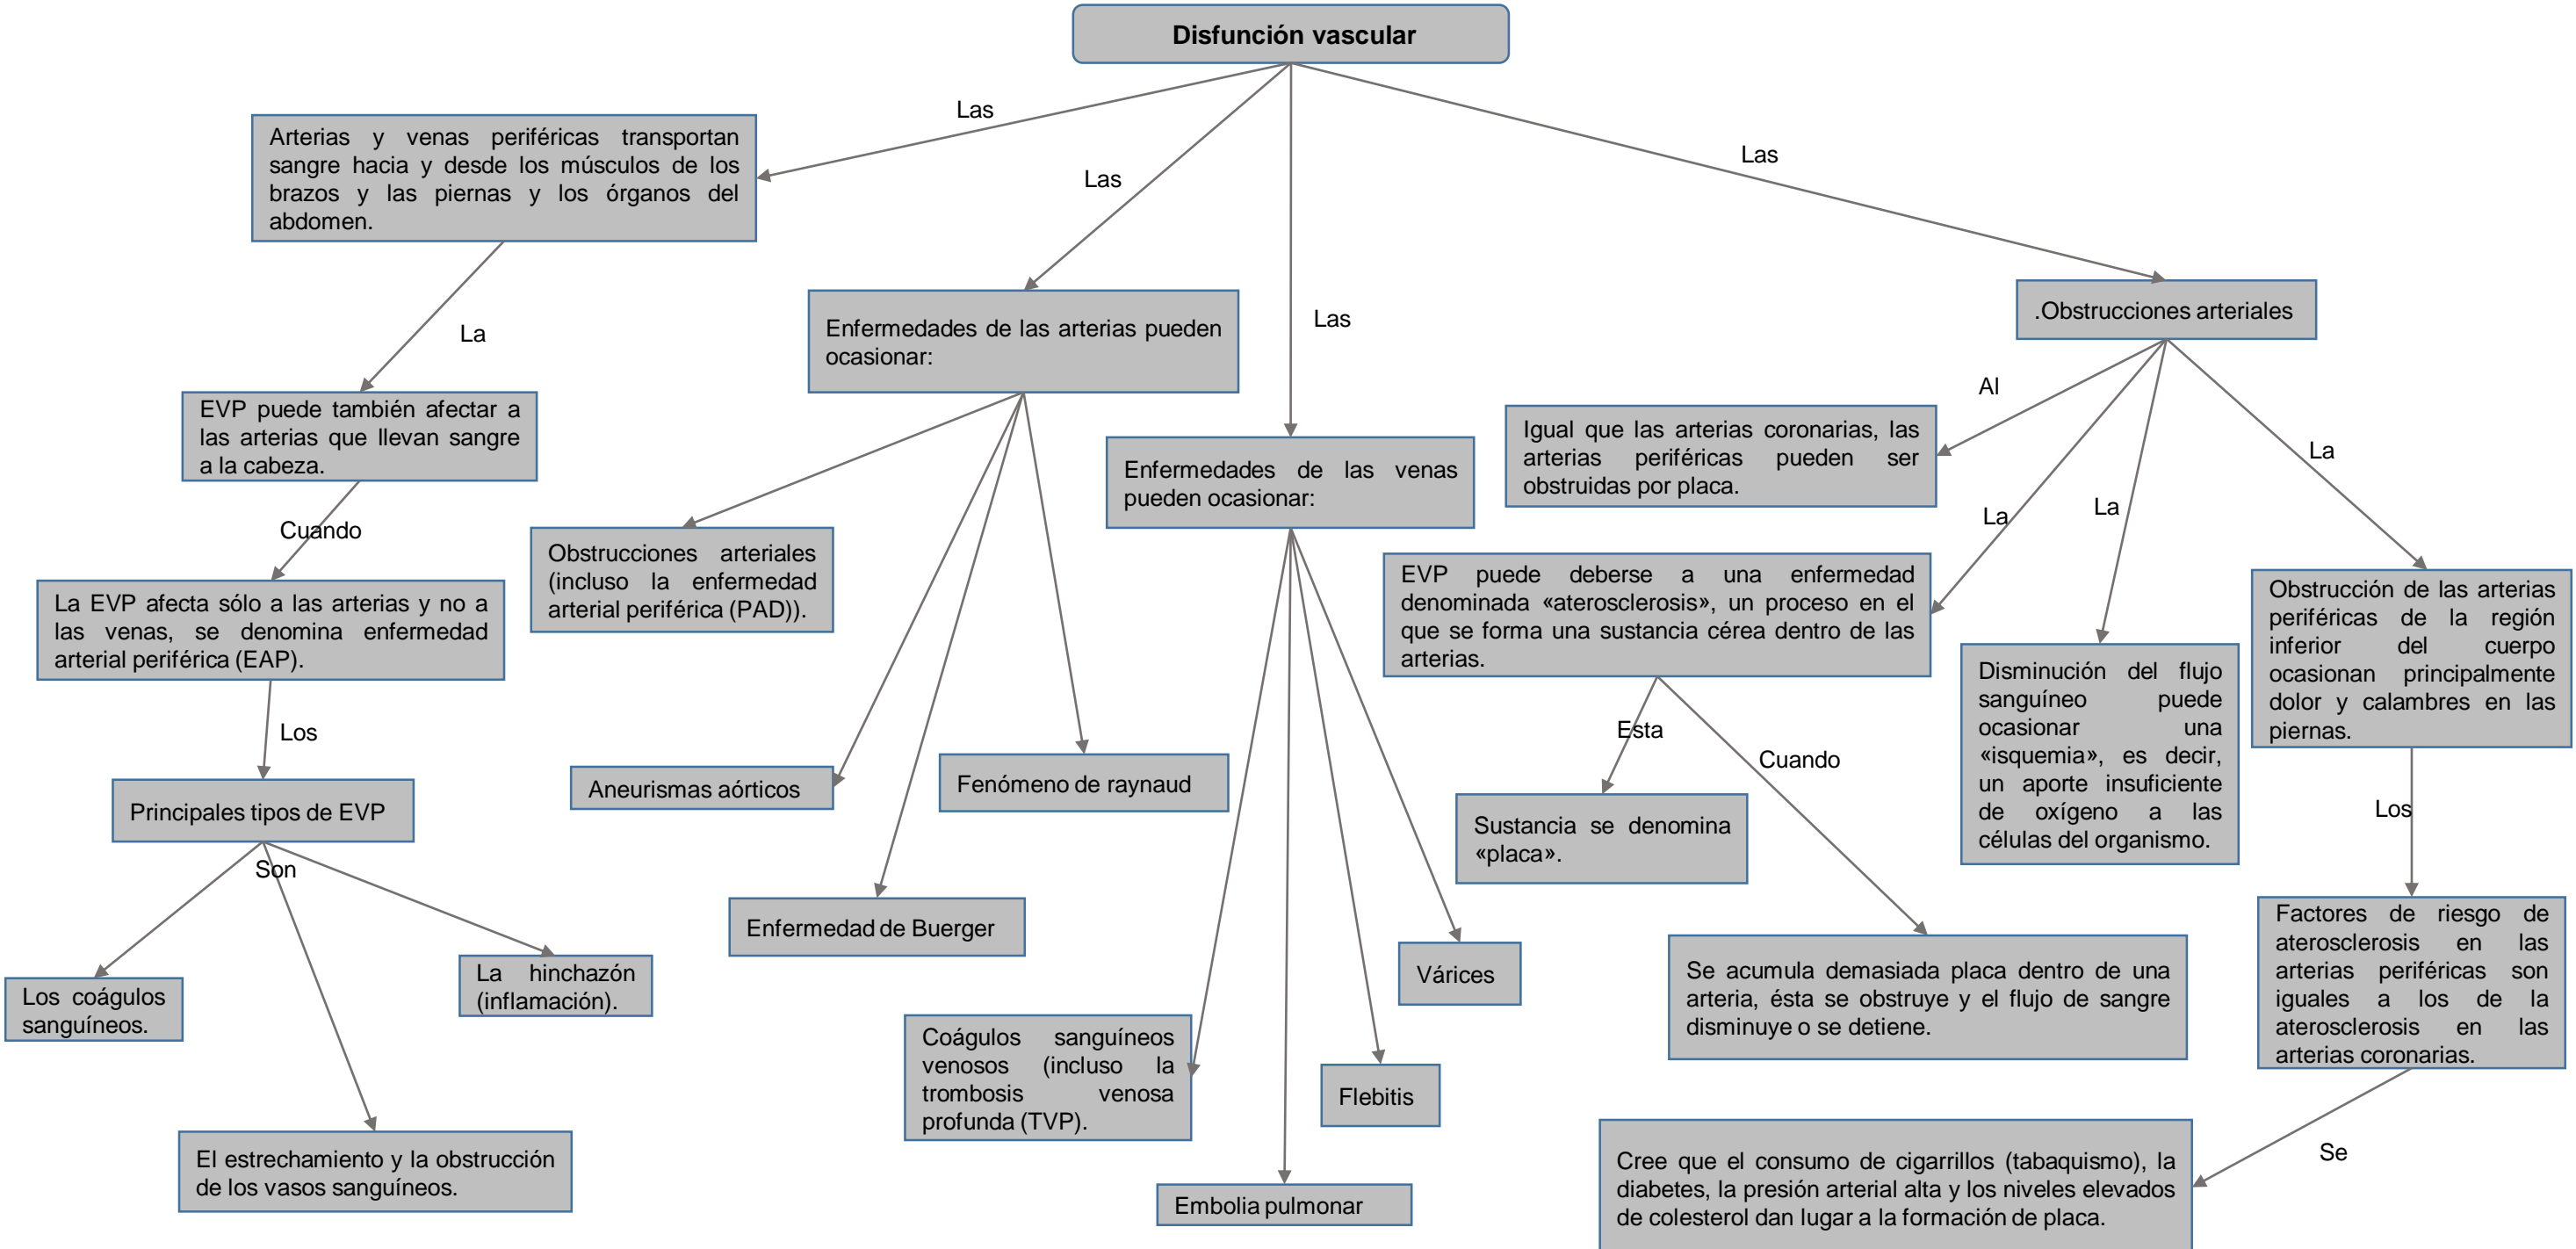 Disfunción vascular
Las
Las
Las
Las
Arterias y venas periféricas transportan
sangre hacia y desde los músculos de los
brazos y las piernas y los órganos del
abdomen.
La
EVP puede también afectar a
las arterias que llevan sangre
a la cabeza.
Cuando
La EVP afecta sólo a las arterias y no a
las venas, se denomina enfermedad
arterial periférica (EAP).
Los
Principales tipos de EVP
Son
Los coágulos
sanguíneos.
El estrechamiento y la obstrucción
de los vasos sanguíneos.
La hinchazón
(inflamación).
Enfermedades de las arterias pueden
ocasionar:
Obstrucciones arteriales
(incluso la enfermedad
arterial periférica (PAD)).
Aneurismas aórticos
Enfermedad de Buerger
Fenómeno de raynaud
Enfermedades de las venas
pueden ocasionar:
Coágulos sanguíneos
venosos (incluso la
trombosis venosa
profunda (TVP).
Embolia pulmonar
Flebitis
Várices
.Obstrucciones arteriales
Al
Igual que las arterias coronarias, las
arterias periféricas pueden ser
obstruidas por placa.
La
EVP puede deberse a una enfermedad
denominada «aterosclerosis», un proceso en el
que se forma una sustancia cérea dentro de las
arterias.
Esta
Sustancia se denomina
«placa».
Cuando
Se acumula demasiada placa dentro de una
arteria, ésta se obstruye y el flujo de sangre
disminuye o se detiene.
La
Disminución del flujo
sanguíneo puede
ocasionar una
«isquemia», es decir,
un aporte insuficiente
de oxígeno a las
células del organismo.
La
Obstrucción de las arterias
periféricas de la región
inferior del cuerpo
ocasionan principalmente
dolor y calambres en las
piernas.
Los
Factores de riesgo de
aterosclerosis en las
arterias periféricas son
iguales a los de la
aterosclerosis en las
arterias coronarias.
Se
Cree que el consumo de cigarrillos (tabaquismo), la
diabetes, la presión arterial alta y los niveles elevados
de colesterol dan lugar a la formación de placa.